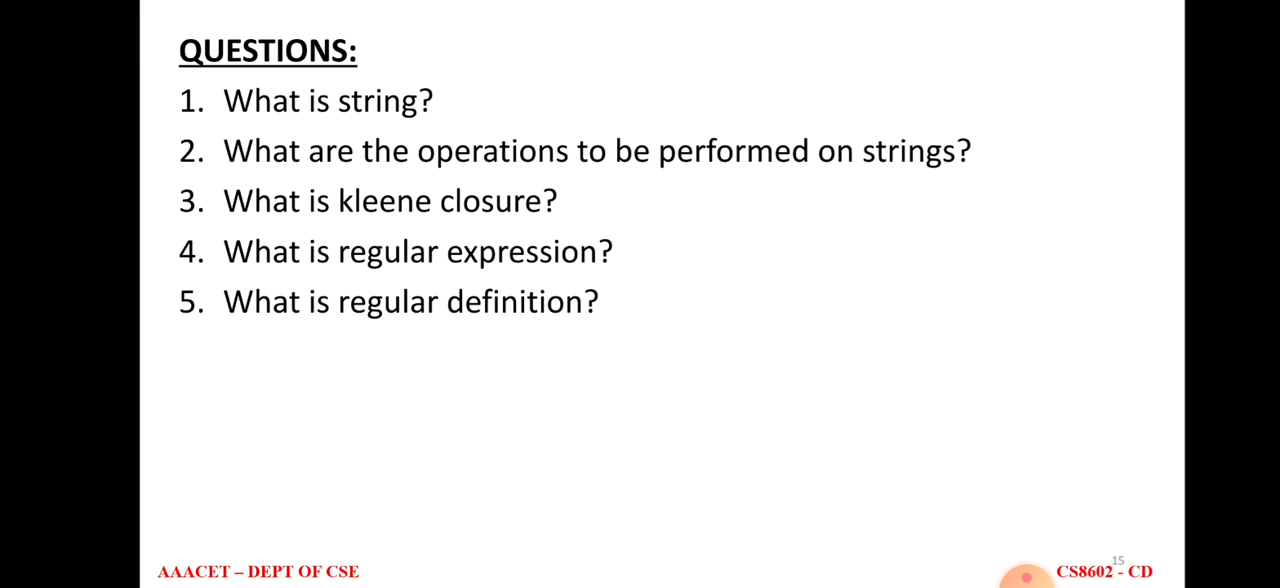 QUESTIONS:
1. What is string?
2. What are the operations to be performed on strings?
3. What is kleene closure?
4. What is regular expression?
5. What is regular definition?
15
AAACET – DEPT OF CSE
CS8602 - CD